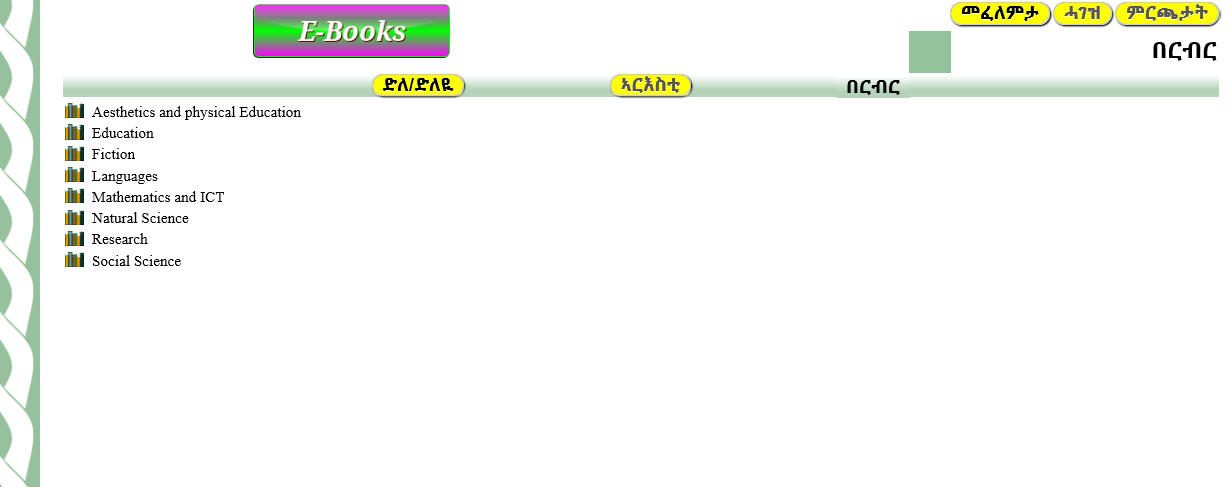 E-Books
መፈለምታ ሓገዝ ምርጫታት
በርብር
ድለ/ድለዪ ኣርእስቲ በርብር
Aesthetics and physical Education
Education
Fiction
Languages
Mathematics and ICT
Natural Science
Research
Social Science